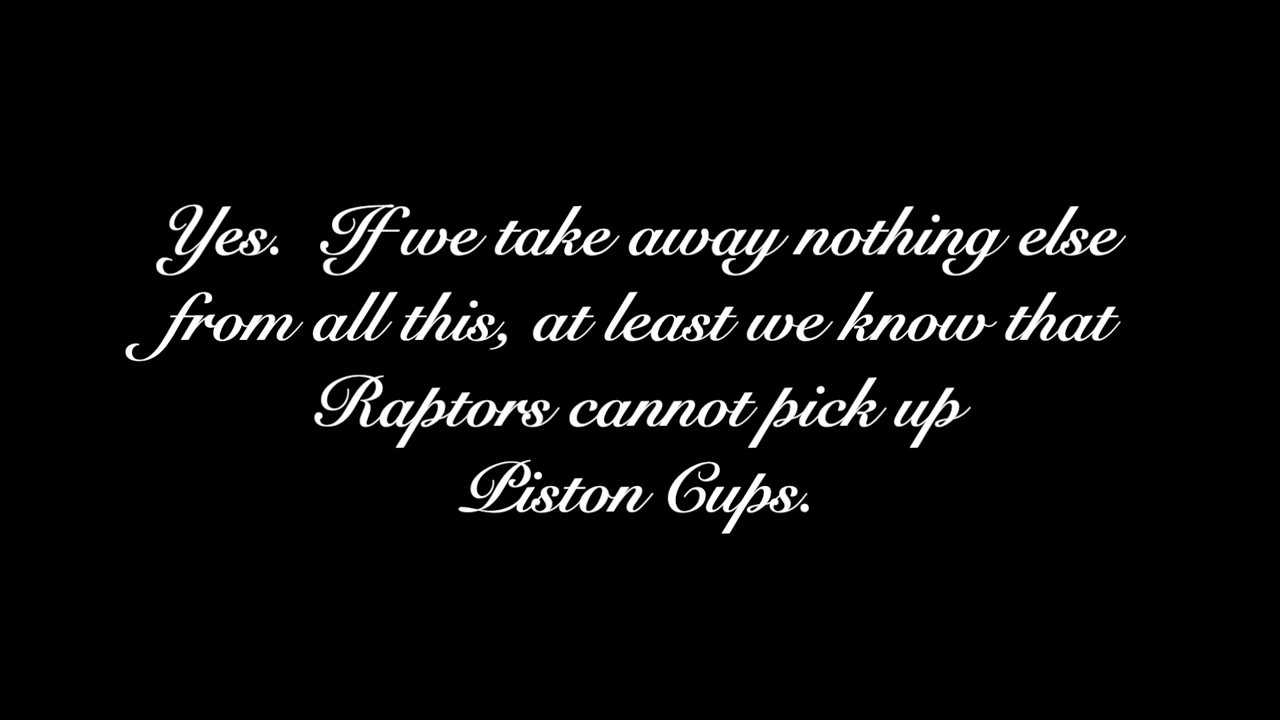 Yes. If we take away nothing else
from all this, at least we know that
Raptors cannot pick up
Piston Cups.